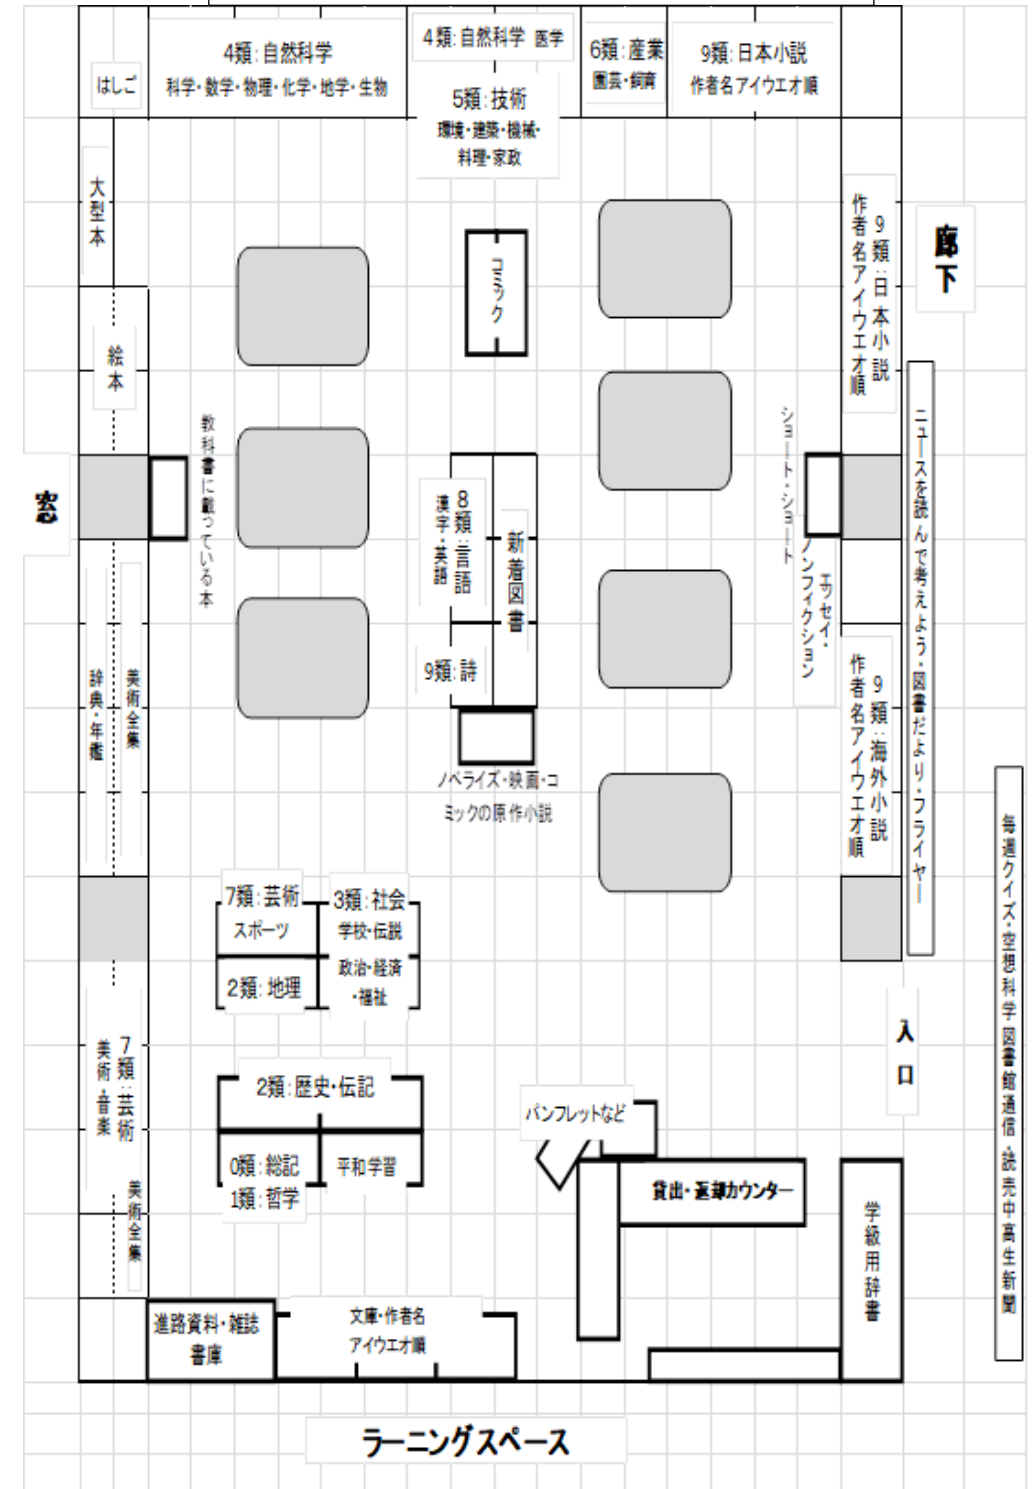 4類:自然科学
科学・数学・物理・化学・地学・生物
4類:自然科学 医学
6類:産業
園芸・飼育
9類:日本小説
作者名アイウエオ順
はしご
5類:技術
環境・建築・機械・
料理・家政
大型本
9類:日本小説
作者名アイウエオ順
廊下
コミック
絵本
教科書に載っている本
ショート・ショート
ニュースを読んで考えよう・図書だより・フライヤー
窓
8類:言語
漢字・英語
新着図書
エッセイ・
ノンフィクション
9類:詩
美術全集
辞典・年鑑
9類:海外小説
作者名アイウエオ順
ノベライズ・映画・コ
ミックの原作小説
毎週クイズ・空想科学図書館通信・読売中高生新聞
7類:芸術
スポーツ
3類:社会
学校・伝説
2類:地理
政治・経済
・福祉
入口
7類:芸術
美術・音楽
2類:歴史・伝記
パンフレットなど
0類:総記
1類:哲学
平和学習
貸出・返却カウンター
美術全集
学級用辞書
進路資料・雑誌
書庫
文庫・作者名
アイウエオ順
ラーニングスペース